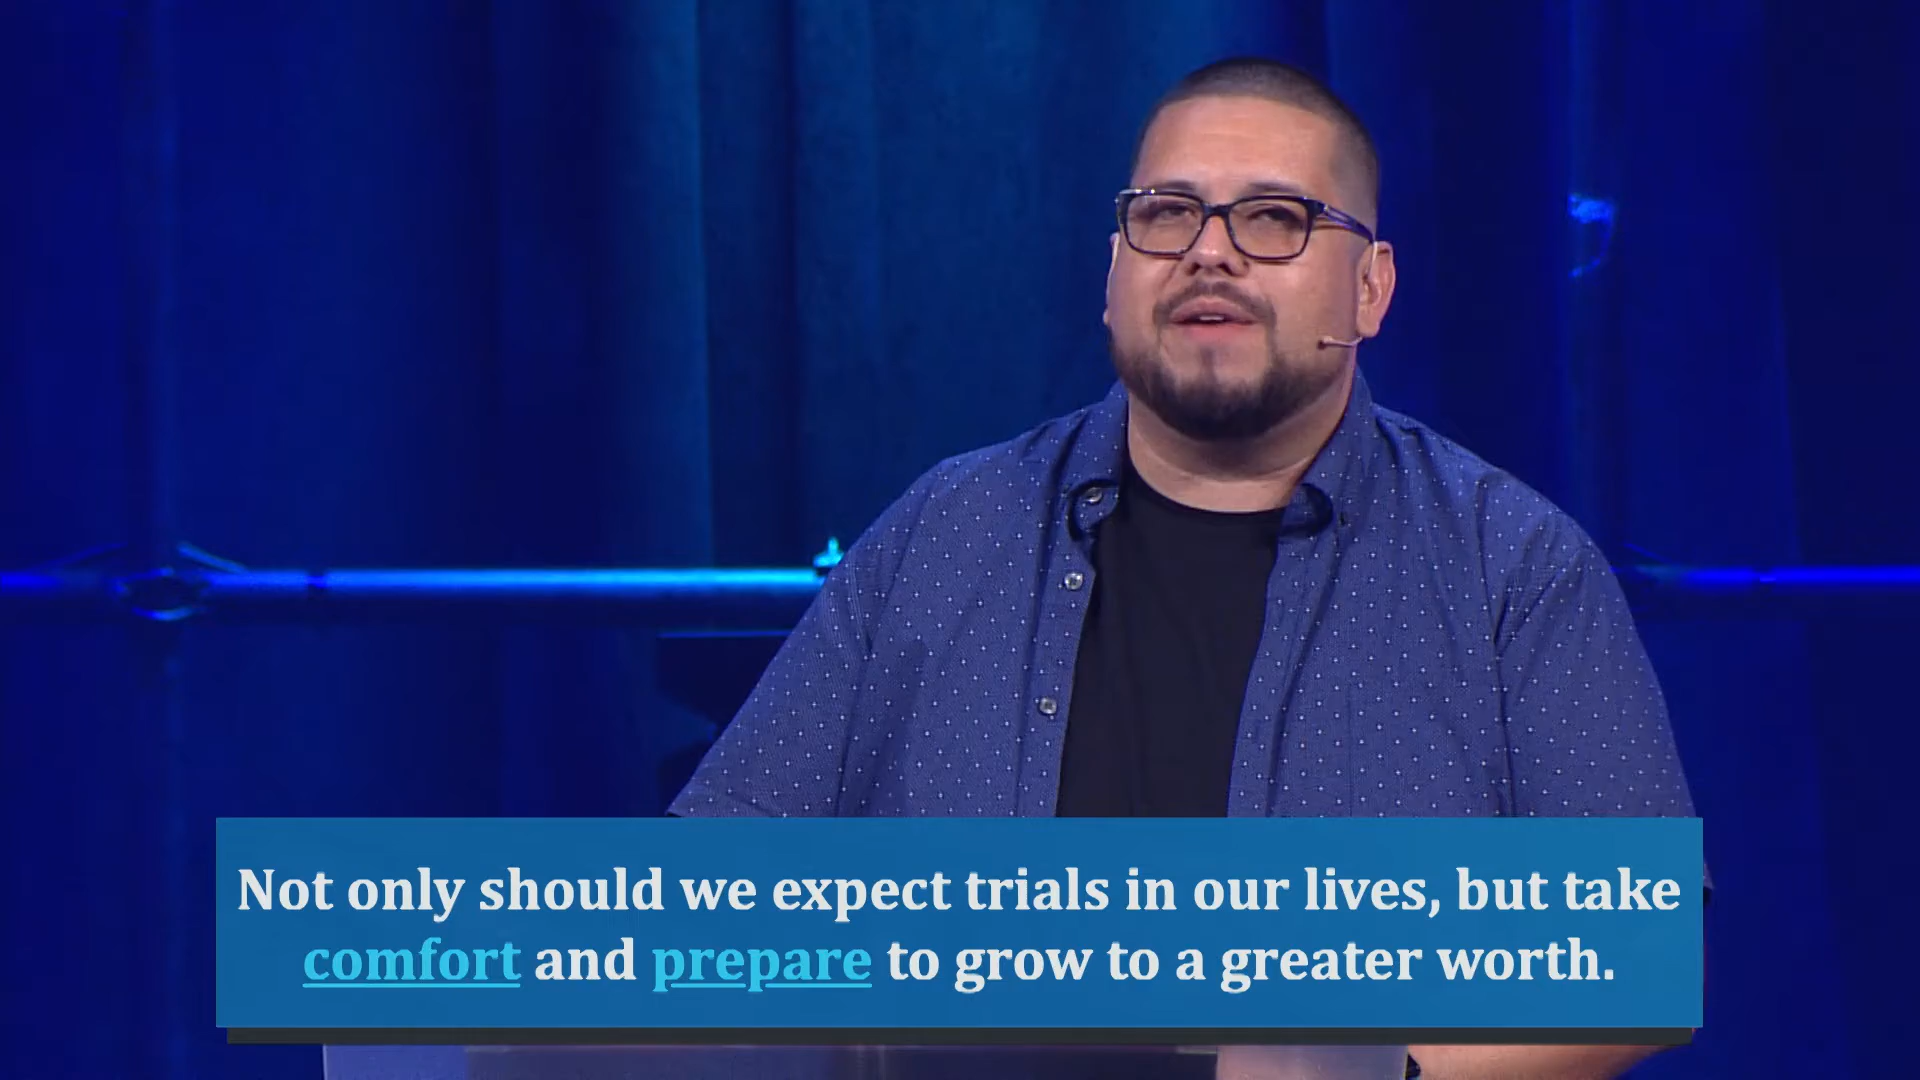 Not only should we expect trials in our lives, but take
comfort and prepare to grow to a greater worth.